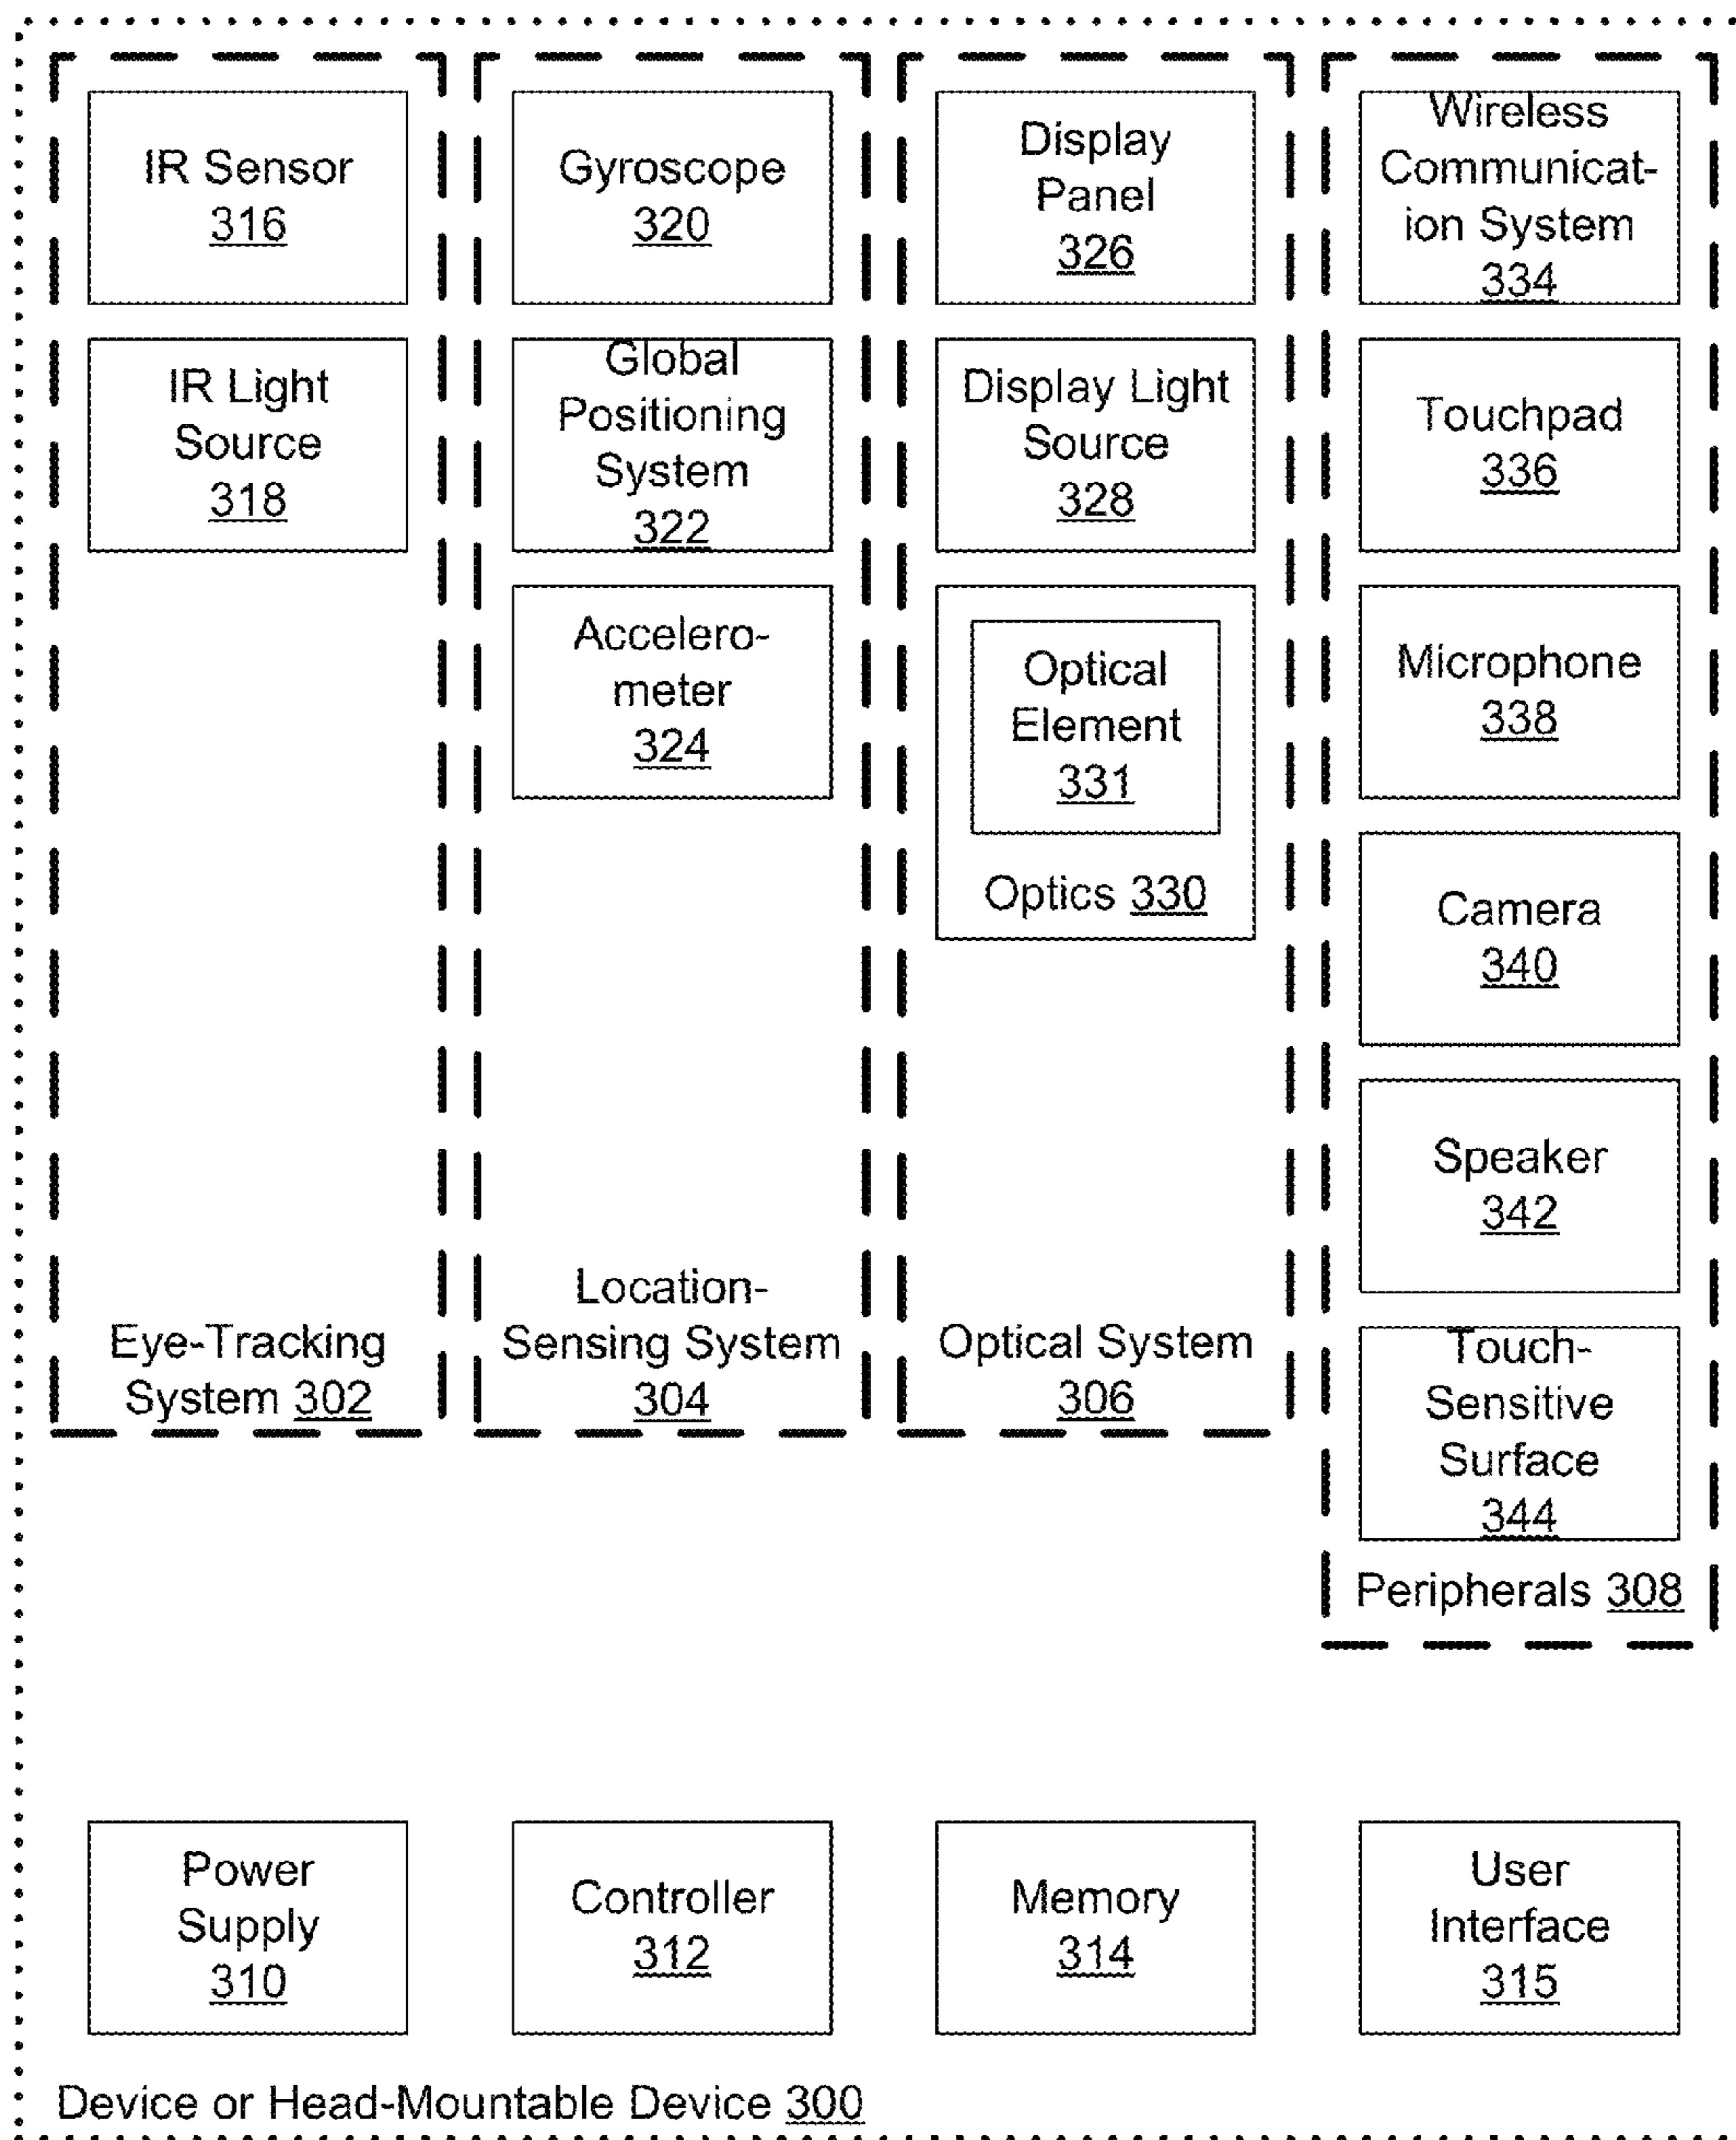 IR Sensor
316
IR Light
Source
318
Eye-Tracking
System 302
Gyroscope
320
Global
Positioning
System
322
Accelero-
meter
324
Location-
Sensing System
304
Display
Panel
326
Display Light
Source
328
Optical
Element
331
Optics 330
Optical System
306
Wireless
Communicat-
ion System
334
Touchpad
336
Microphone
338
Camera
340
Speaker
342
Touch-
Sensitive
Surface
344
Peripherals 308
Power
Supply
310
Controller
312
Memory
314
User
Interface
315
Device or Head-Mountable Device 300